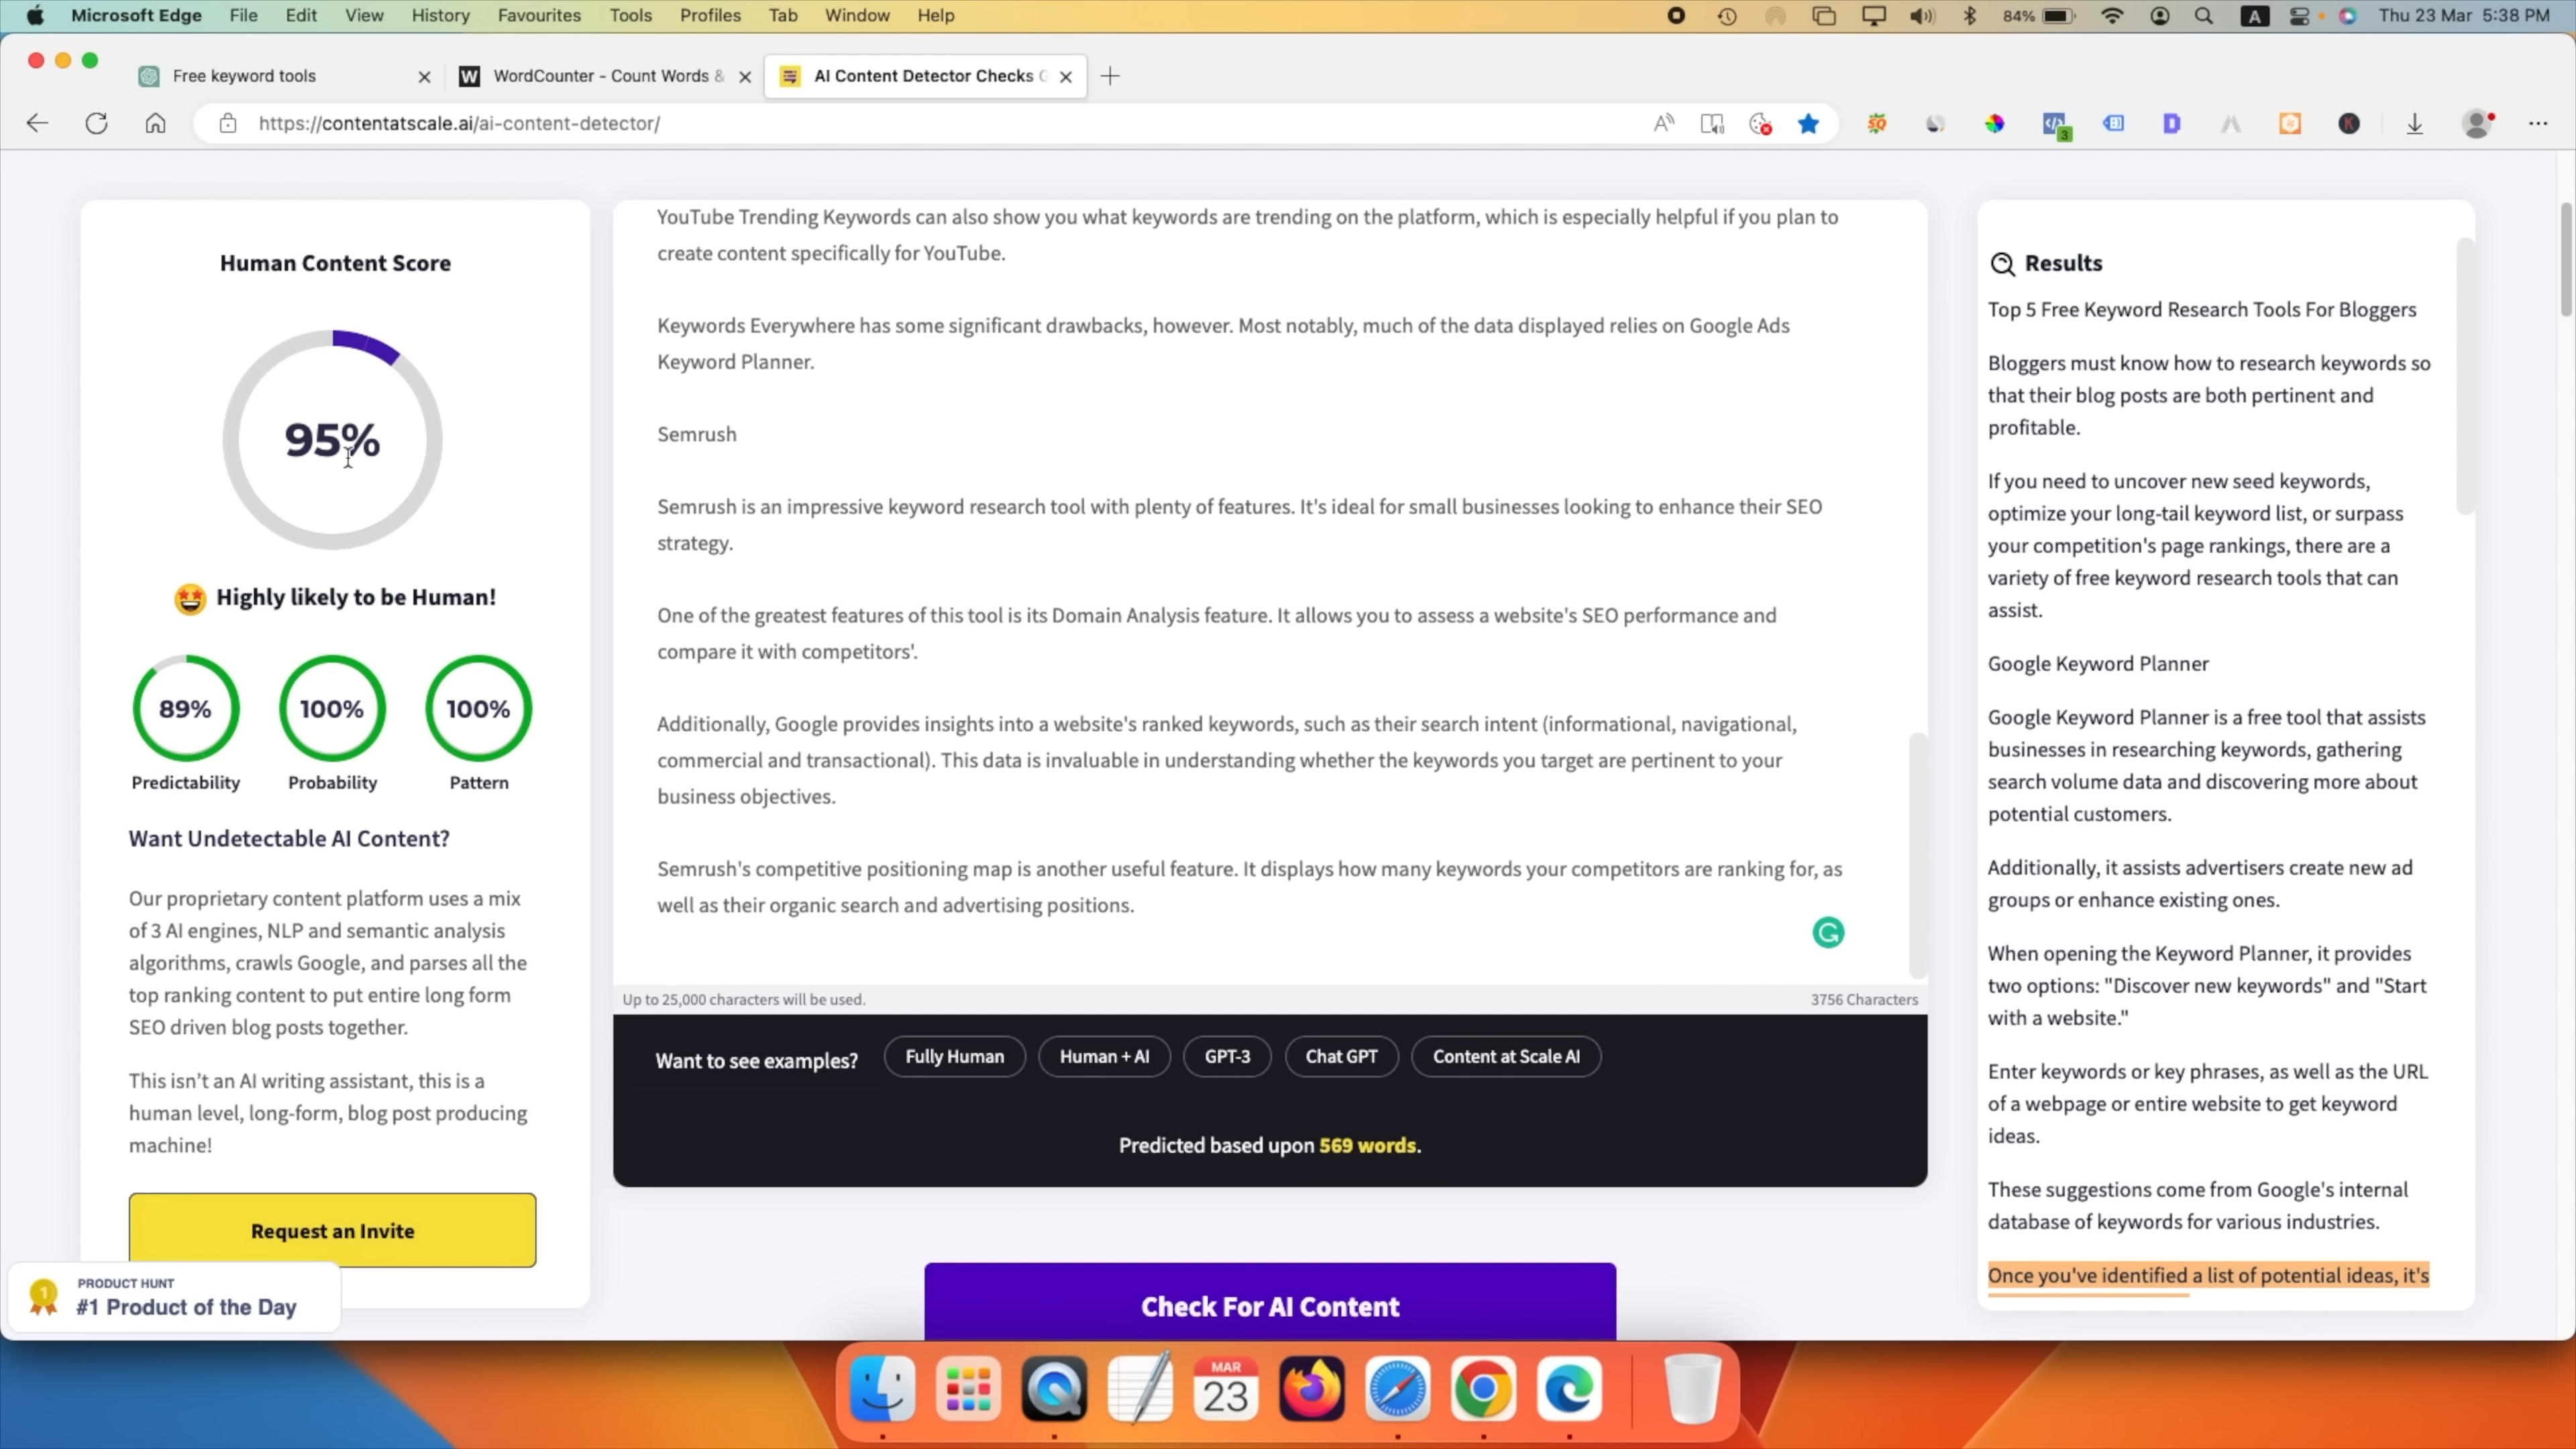 Microsoft Edge File Edit View History Favourites Tools Profiles Tab Window Help
84% A Thu 23 Mar 5:38 PM
Free keyword tools
WordCounter - Count Words &
AI Content Detector Checks G
https://contentatscale.ai/ai-content-detector/
3
Human Content Score
95%
Highly likely to be Human!
89% 100% 100%
Predictability Probability Pattern
Want Undetectable AI Content?
Our proprietary content platform uses a mix
of 3 AI engines, NLP and semantic analysis
algorithms, crawls Google, and parses all the
top ranking content to put entire long form
SEO driven blog posts together.
This isn't an AI writing assistant, this is a
human level, long-form, blog post producing
machine!
Request an Invite
1
PRODUCT HUNT
#1 Product of the Day
YouTube Trending Keywords can also show you what keywords are trending on the platform, which is especially helpful if you plan to
create content specifically for YouTube.
Keywords Everywhere has some significant drawbacks, however. Most notably, much of the data displayed relies on Google Ads
Keyword Planner.
Semrush
Semrush is an impressive keyword research tool with plenty of features. It's ideal for small businesses looking to enhance their SEO
strategy.
One of the greatest features of this tool is its Domain Analysis feature. It allows you to assess a website's SEO performance and
compare it with competitors'.
Additionally, Google provides insights into a website's ranked keywords, such as their search intent (informational, navigational,
commercial and transactional). This data is invaluable in understanding whether the keywords you target are pertinent to your
business objectives.
Semrush's competitive positioning map is another useful feature. It displays how many keywords your competitors are ranking for, as
well as their organic search and advertising positions.
Up to 25,000 characters will be used. 3756 Characters
Want to see examples? Fully Human Human + AI GPT-3 Chat GPT Content at Scale AI
Predicted based upon 569 words.
Check For AI Content
Results
Top 5 Free Keyword Research Tools For Bloggers
Bloggers must know how to research keywords so
that their blog posts are both pertinent and
profitable.
If you need to uncover new seed keywords,
optimize your long-tail keyword list, or surpass
your competition's page rankings, there are a
variety of free keyword research tools that can
assist.
Google Keyword Planner
Google Keyword Planner is a free tool that assists
businesses in researching keywords, gathering
search volume data and discovering more about
potential customers.
Additionally, it assists advertisers create new ad
groups or enhance existing ones.
When opening the Keyword Planner, it provides
two options: "Discover new keywords" and "Start
with a website."
Enter keywords or key phrases, as well as the URL
of a webpage or entire website to get keyword
ideas.
These suggestions come from Google's internal
database of keywords for various industries.
Once you've identified a list of potential ideas, it's
MAR
23